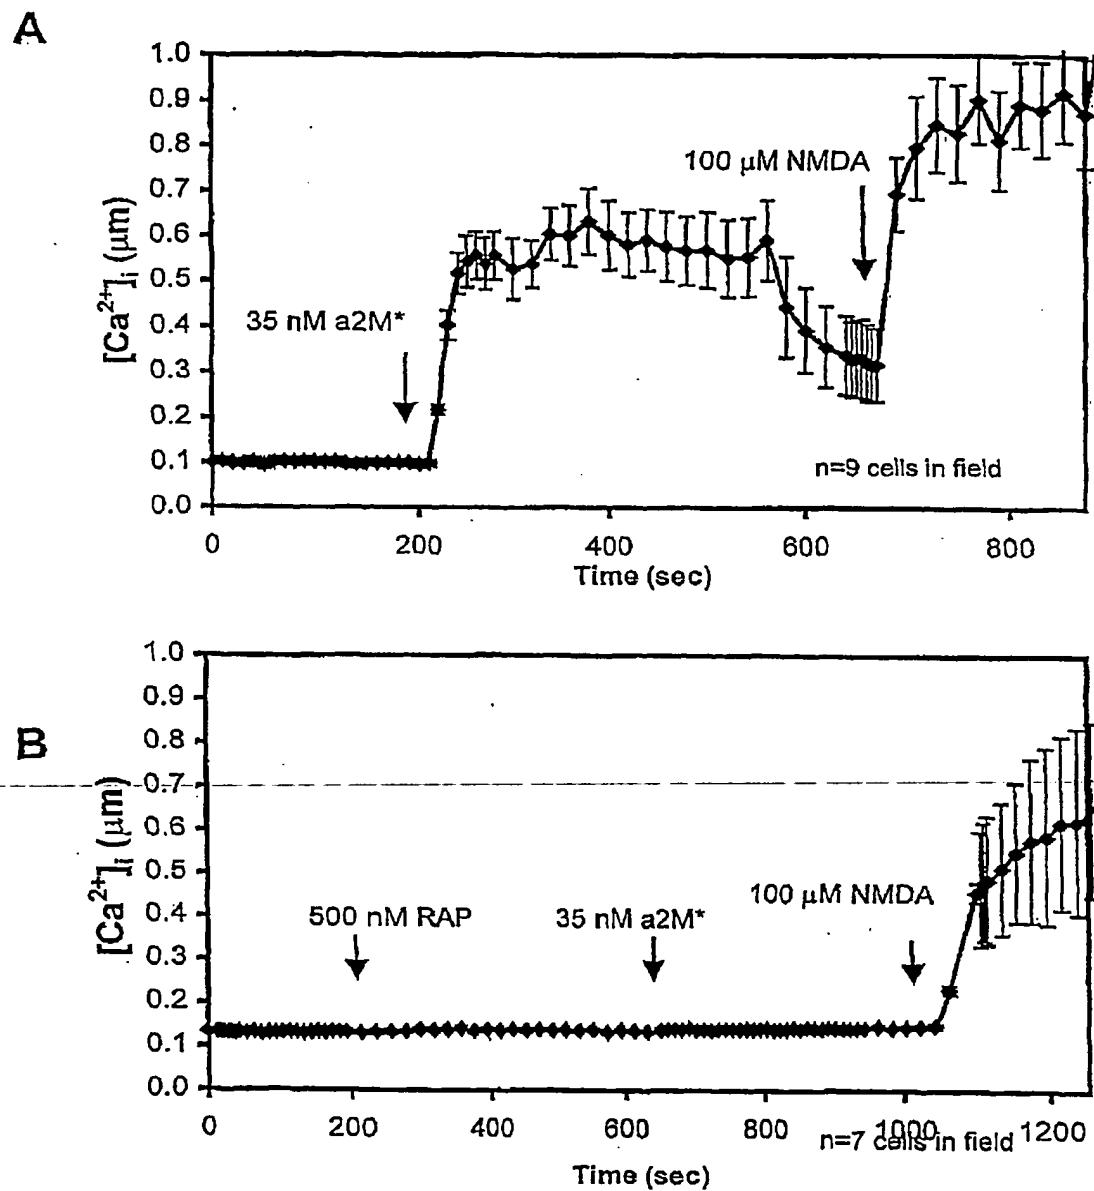 A
1.0
0.9
0.8
0.7
0.6
0.5
0.4
0.3
0.2
0.1
0.0
[Ca²⁺]ᵢ (μm)
100 μM NMDA
35 nM a2M*
n=9 cells in field
0 200 400 600 800
Time (sec)
B
1.0
0.9
0.8
0.7
0.6
0.5
0.4
0.3
0.2
0.1
0.0
[Ca²⁺]ᵢ (μm)
500 nM RAP
35 nM a2M*
100 μM NMDA
0 200 400 600 800 1000 1200
n=7 cells in field
Time (sec)